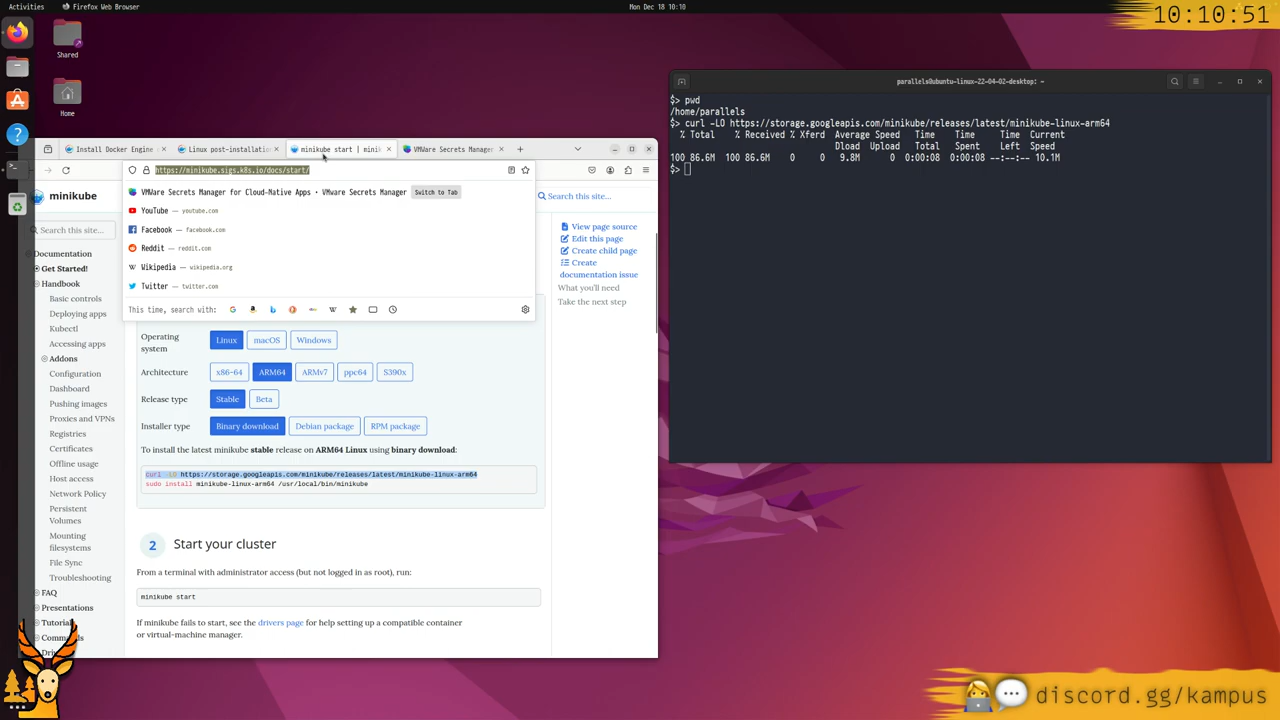 Activities
Firefox Web Browser
Dec 18 10:10
Mon Dec 18 10:10
10:10:51
Shared
Home
Install Docker Engine
Linux post-installatio
minikube start | mini
VMWare Secrets Manager
https://minikube.sigs.k8s.io/docs/start/
VMWare Secrets Manager for Cloud-Native Apps • VMware Secrets Manager
Switch to Tab
YouTube — youtube.com
Facebook — facebook.com
Reddit — reddit.com
Wikipedia — wikipedia.org
Twitter — twitter.com
This time, search with:
minikube
Search this site…
Documentation
Get Started!
Handbook
Basic controls
Deploying apps
Kubectl
Accessing apps
Addons
Configuration
Dashboard
Pushing images
Proxies and VPNs
Registries
Certificates
Offline usage
Host access
Network Policy
Persistent
Volumes
Mounting
filesystems
File Sync
Troubleshooting
FAQ
Presentations
Tutorial
Comma
Dri
Operating
system
Linux
macOS
Windows
Architecture
x86-64
ARM64
ARMv7
ppc64
S390x
Release type
Stable
Beta
Installer type
Binary download
Debian package
RPM package
To install the latest minikube stable release on ARM64 Linux using binary download:
curl -LO https://storage.googleapis.com/minikube/releases/latest/minikube-linux-arm64
sudo install minikube-linux-arm64 /usr/local/bin/minikube
2
Start your cluster
From a terminal with administrator access (but not logged in as root), run:
minikube start
If minikube fails to start, see the drivers page for help setting up a compatible container
or virtual-machine manager.
Search this site…
View page source
Edit this page
Create child page
Create
documentation issue
What you'll need
Take the next step
parallels@ubuntu-linux-22-04-02-desktop: ~
$> pwd
/home/parallels
$> curl -LO https://storage.googleapis.com/minikube/releases/latest/minikube-linux-arm64
% Total % Received % Xferd Average Speed Time Time Time Current
Dload Upload Total Spent Left Speed
100 86.6M 100 86.6M 0 0 9.8M 0 0:00:08 0:00:08 --:--:-- 10.1M
$>
discord.gg/kampus